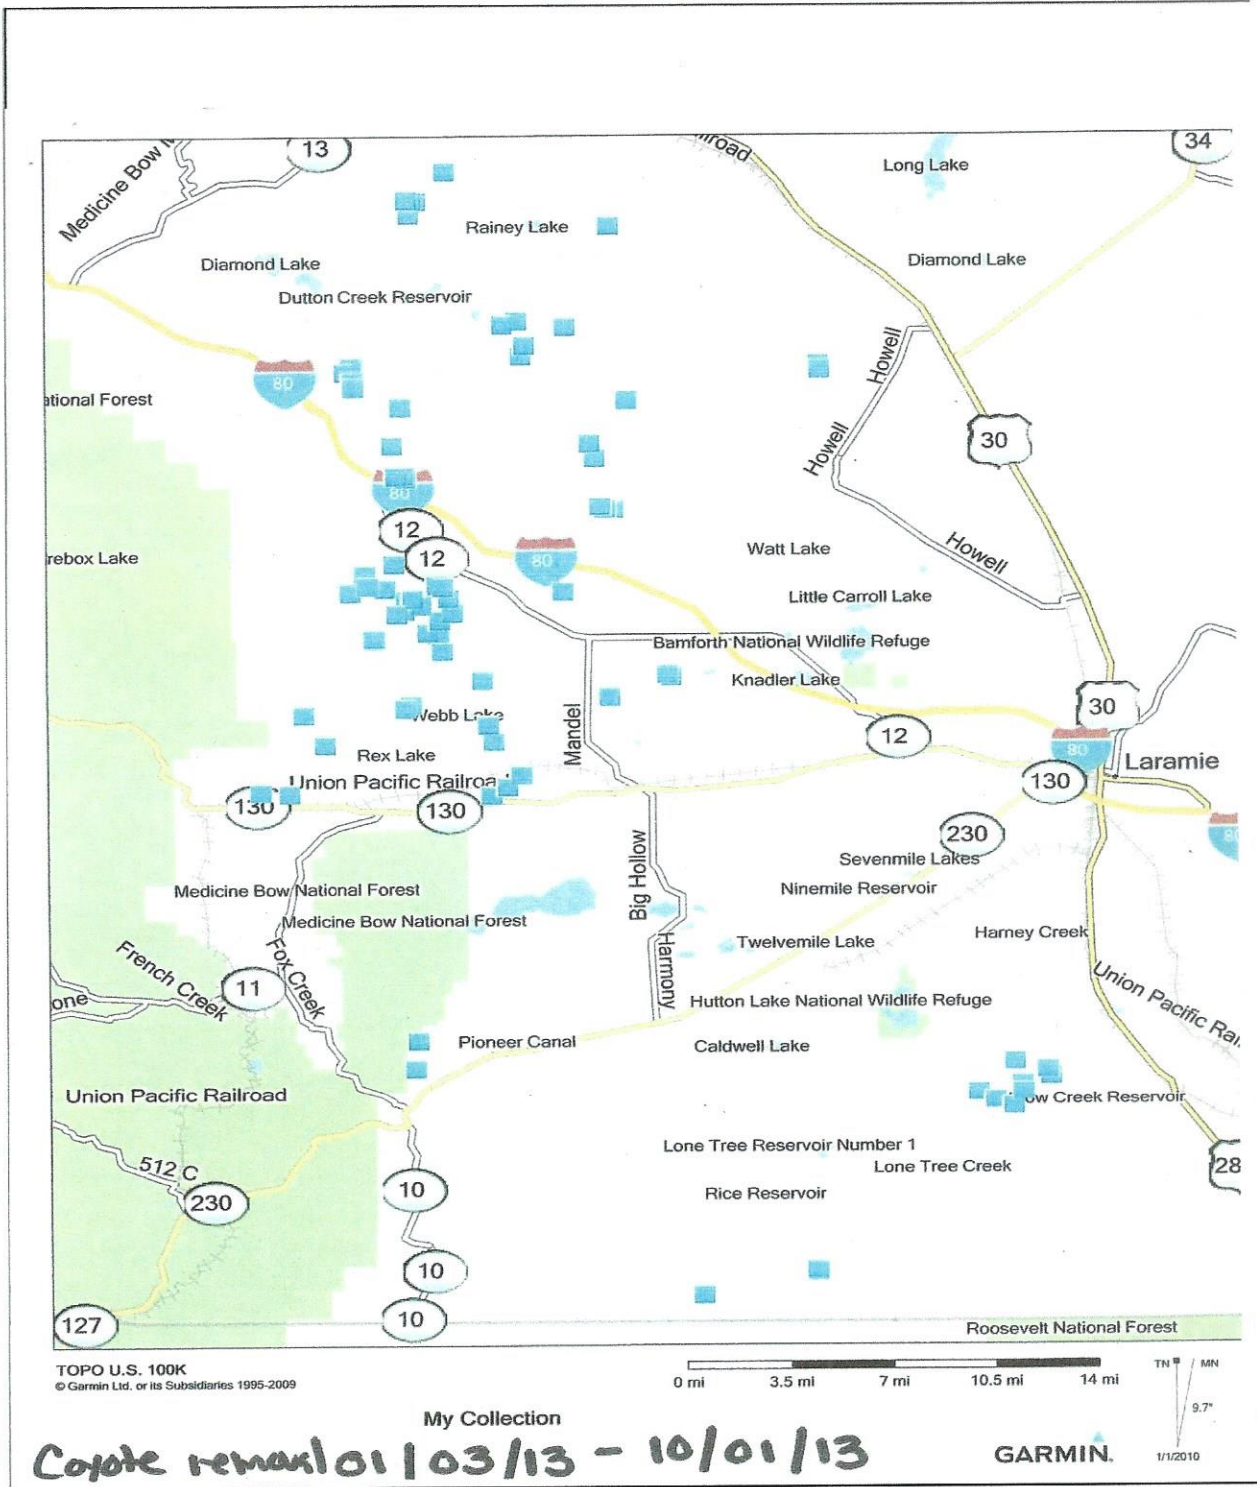 13
34
Medicine Bow
Long Lake
Rainey Lake
Diamond Lake
Diamond Lake
Dutton Creek Reservoir
Howell
80
ational Forest
30
Howell
80
12
12
80
Howell
Watt Lake
rebox Lake
Little Carroll Lake
Bamforth National Wildlife Refuge
Knadler Lake
30
Webb Lake
Mandel
12
80
Rex Lake
Laramie
Union Pacific Railroa
130
130
130
230
80
Sevenmile Lakes
Medicine Bow National Forest
Ninemile Reservoir
Big Hollow
Medicine Bow National Forest
Harney Creek
Twelvemile Lake
French Creek
Fox Creek
Harmony
11
one
Hutton Lake National Wildlife Refuge
Union Pacific Rai
Pioneer Canal
Caldwell Lake
Union Pacific Railroad
ow Creek Reservoir
Lone Tree Reservoir Number 1
512 C
Lone Tree Creek
28
230
10
Rice Reservoir
10
127
10
Roosevelt National Forest
TOPO U.S. 100K
© Garmin Ltd. or its Subsidiaries 1995-2009
0 mi 3.5 mi 7 mi 10.5 mi 14 mi
TN MN
9.7°
My Collection
GARMIN.
1/1/2010
Coyote removal 01/03/13 - 10/01/13